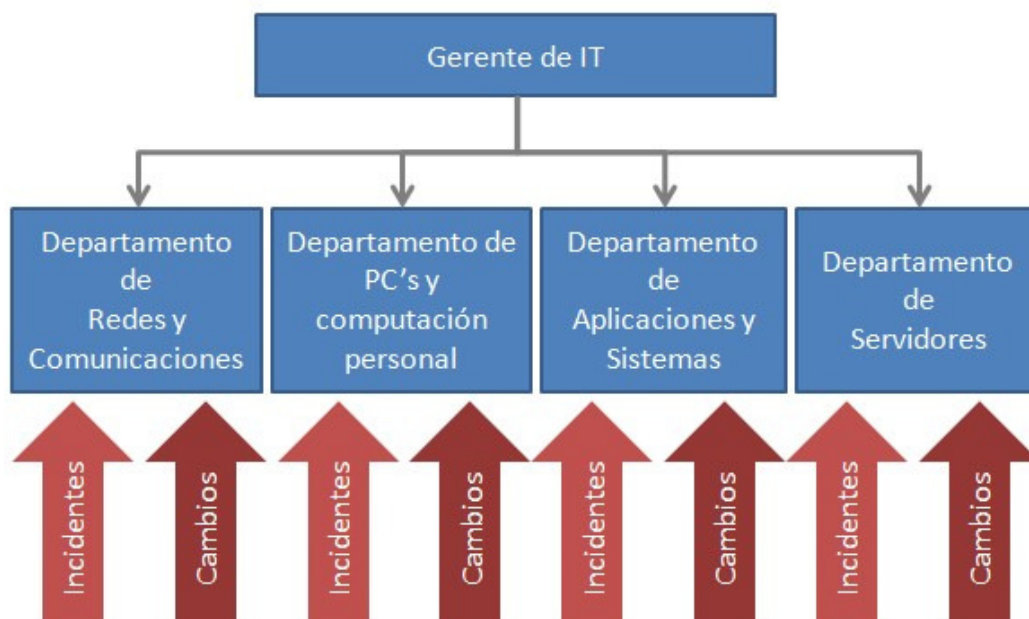 Gerente de IT
Departamento
de
Redes y
Comunicaciones
Departamento de
PC's y
computación
personal
Departamento
de
Aplicaciones y
Sistemas
Departamento
de
Servidores
Incidentes
Cambios
Incidentes
Cambios
Incidentes
Cambios
Incidentes
Cambios